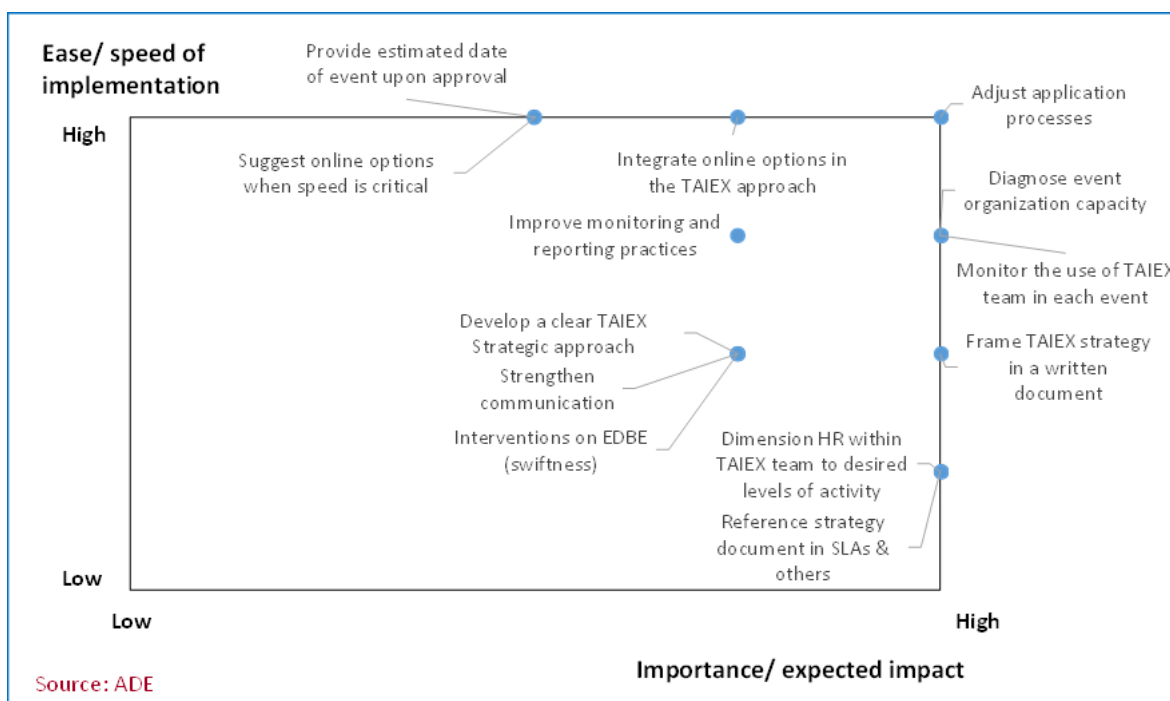 Ease/ speed of
implementation
Provide estimated date
of event upon approval
Adjust application
processes
High
Suggest online options
when speed is critical
Integrate online options in
the TAIEX approach
Diagnose event
organization capacity
Improve monitoring and
reporting practices
Monitor the use of TAIEX
team in each event
Develop a clear TAIEX
Strategic approach
Frame TAIEX strategy
in a written
document
Strengthen
communication
Interventions on EDBE
(swiftness)
Dimension HR within
TAIEX team to desired
levels of activity
Reference strategy
document in SLAs &
others
Low
Low
High
Importance/ expected impact
Source: ADE